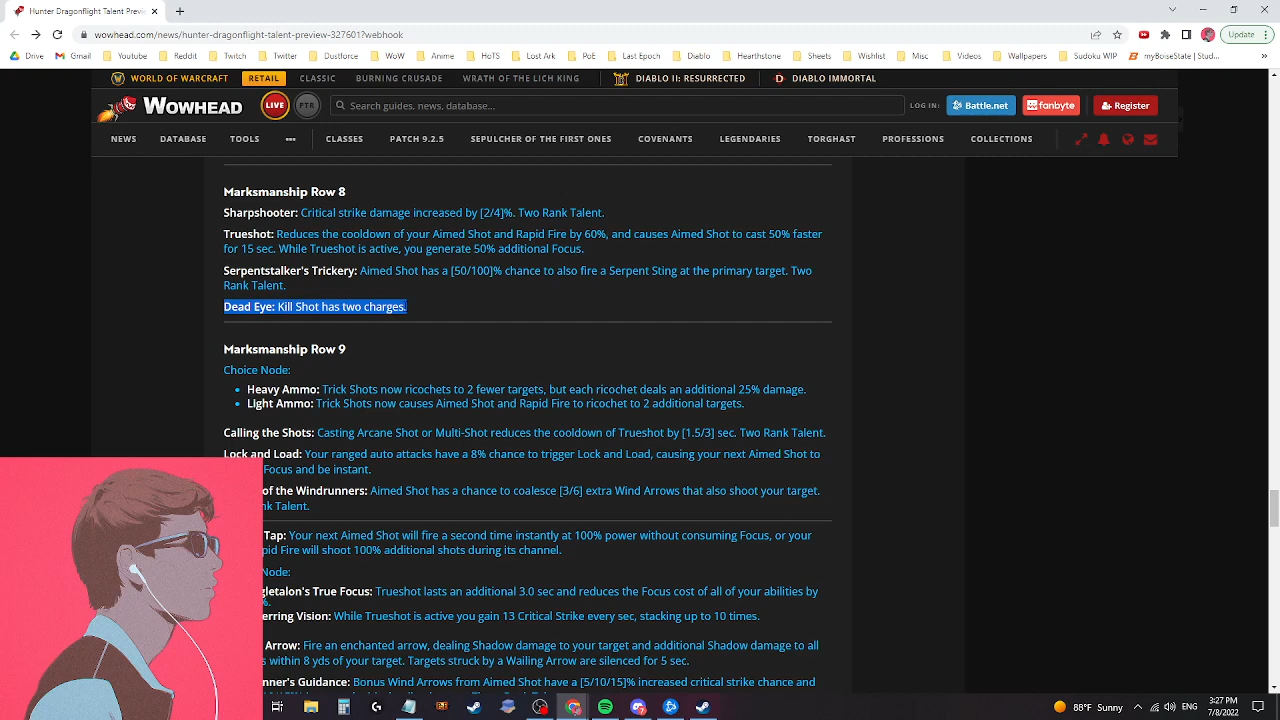 Hunter Dragonflight Talent Previ
wowhead.com/news/hunter-dragonflight-talent-preview-327601?webhook
Update
Drive Gmail Youtube Reddit Twitch Twitter Dustforce WoW Anime HotS Lost Ark PoE Last Epoch Diablo Hearthstone Sheets Wishlist Misc Videos Wallpapers Sudoku WIP myBoiseState | Stud...
WORLD OF WARCRAFT RETAIL CLASSIC BURNING CRUSADE WRATH OF THE LICH KING DIABLO II: RESURRECTED DIABLO IMMORTAL
WOWHEAD LIVE PTR Search guides, news, database... LOG IN: Battle.net fanbyte Register
NEWS DATABASE TOOLS ••• CLASSES PATCH 9.2.5 SEPULCHER OF THE FIRST ONES COVENANTS LEGENDARIES TORGHAST PROFESSIONS COLLECTIONS
Marksmanship Row 8
Sharpshooter: Critical strike damage increased by [2/4]%. Two Rank Talent.
Trueshot: Reduces the cooldown of your Aimed Shot and Rapid Fire by 60%, and causes Aimed Shot to cast 50% faster
for 15 sec. While Trueshot is active, you generate 50% additional Focus.
Serpentstalker's Trickery: Aimed Shot has a [50/100]% chance to also fire a Serpent Sting at the primary target. Two
Rank Talent.
Dead Eye: Kill Shot has two charges.
Marksmanship Row 9
Choice Node:
• Heavy Ammo: Trick Shots now ricochets to 2 fewer targets, but each ricochet deals an additional 25% damage.
• Light Ammo: Trick Shots now causes Aimed Shot and Rapid Fire to ricochet to 2 additional targets.
Calling the Shots: Casting Arcane Shot or Multi-Shot reduces the cooldown of Trueshot by [1.5/3] sec. Two Rank Talent.
Lock and Load: Your ranged auto attacks have a 8% chance to trigger Lock and Load, causing your next Aimed Shot to
Focus and be instant.
of the Windrunners: Aimed Shot has a chance to coalesce [3/6] extra Wind Arrows that also shoot your target.
nk Talent.
Tap: Your next Aimed Shot will fire a second time instantly at 100% power without consuming Focus, or your
pid Fire will shoot 100% additional shots during its channel.
Node:
gletalon's True Focus: Trueshot lasts an additional 3.0 sec and reduces the Focus cost of all of your abilities by
%.
erring Vision: While Trueshot is active you gain 13 Critical Strike every sec, stacking up to 10 times.
Arrow: Fire an enchanted arrow, dealing Shadow damage to your target and additional Shadow damage to all
s within 8 yds of your target. Targets struck by a Wailing Arrow are silenced for 5 sec.
nner's Guidance: Bonus Wind Arrows from Aimed Shot have a [5/10/15]% increased critical strike chance and
88°F Sunny ENG 3:27 PM
7/8/2022